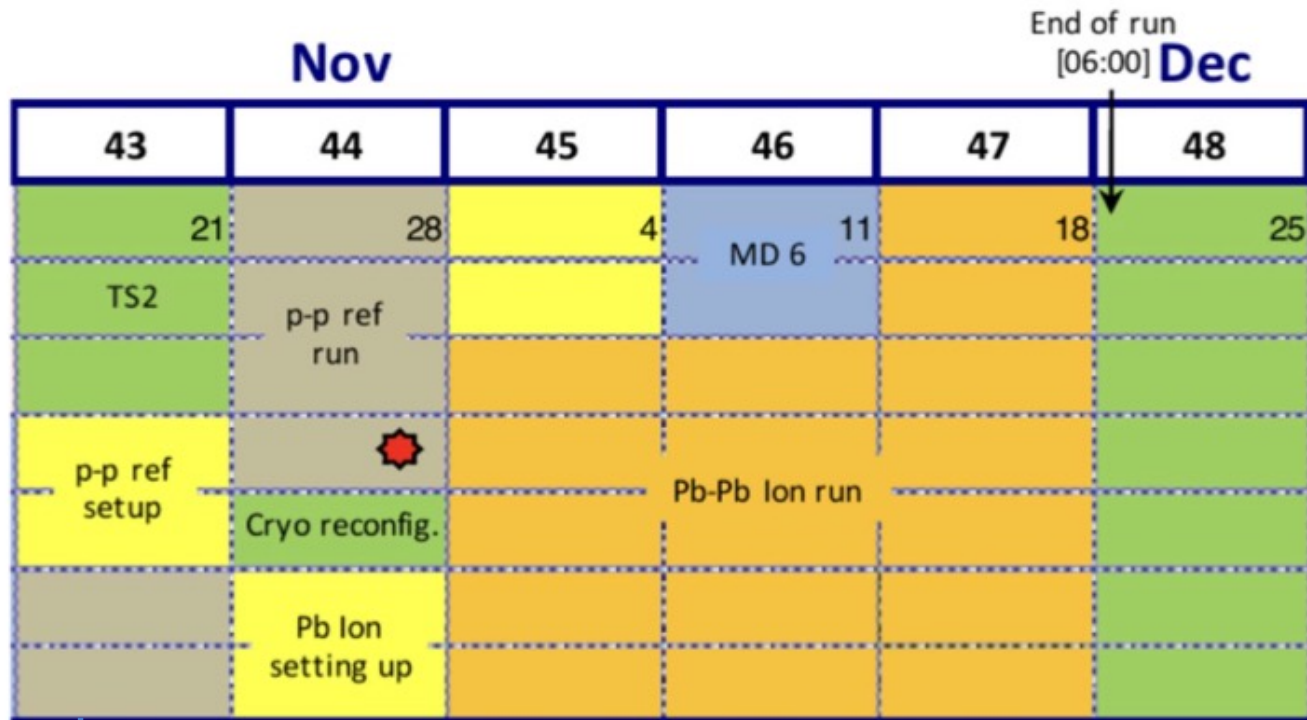 End of run
Nov [06:00] Dec
43 44 45 46 47 48
21 28 4 11 18 25
MD 6
TS2
p-p ref
run
p-p ref
setup
Pb-Pb Ion run
Cryo reconfig.
Pb Ion
setting up